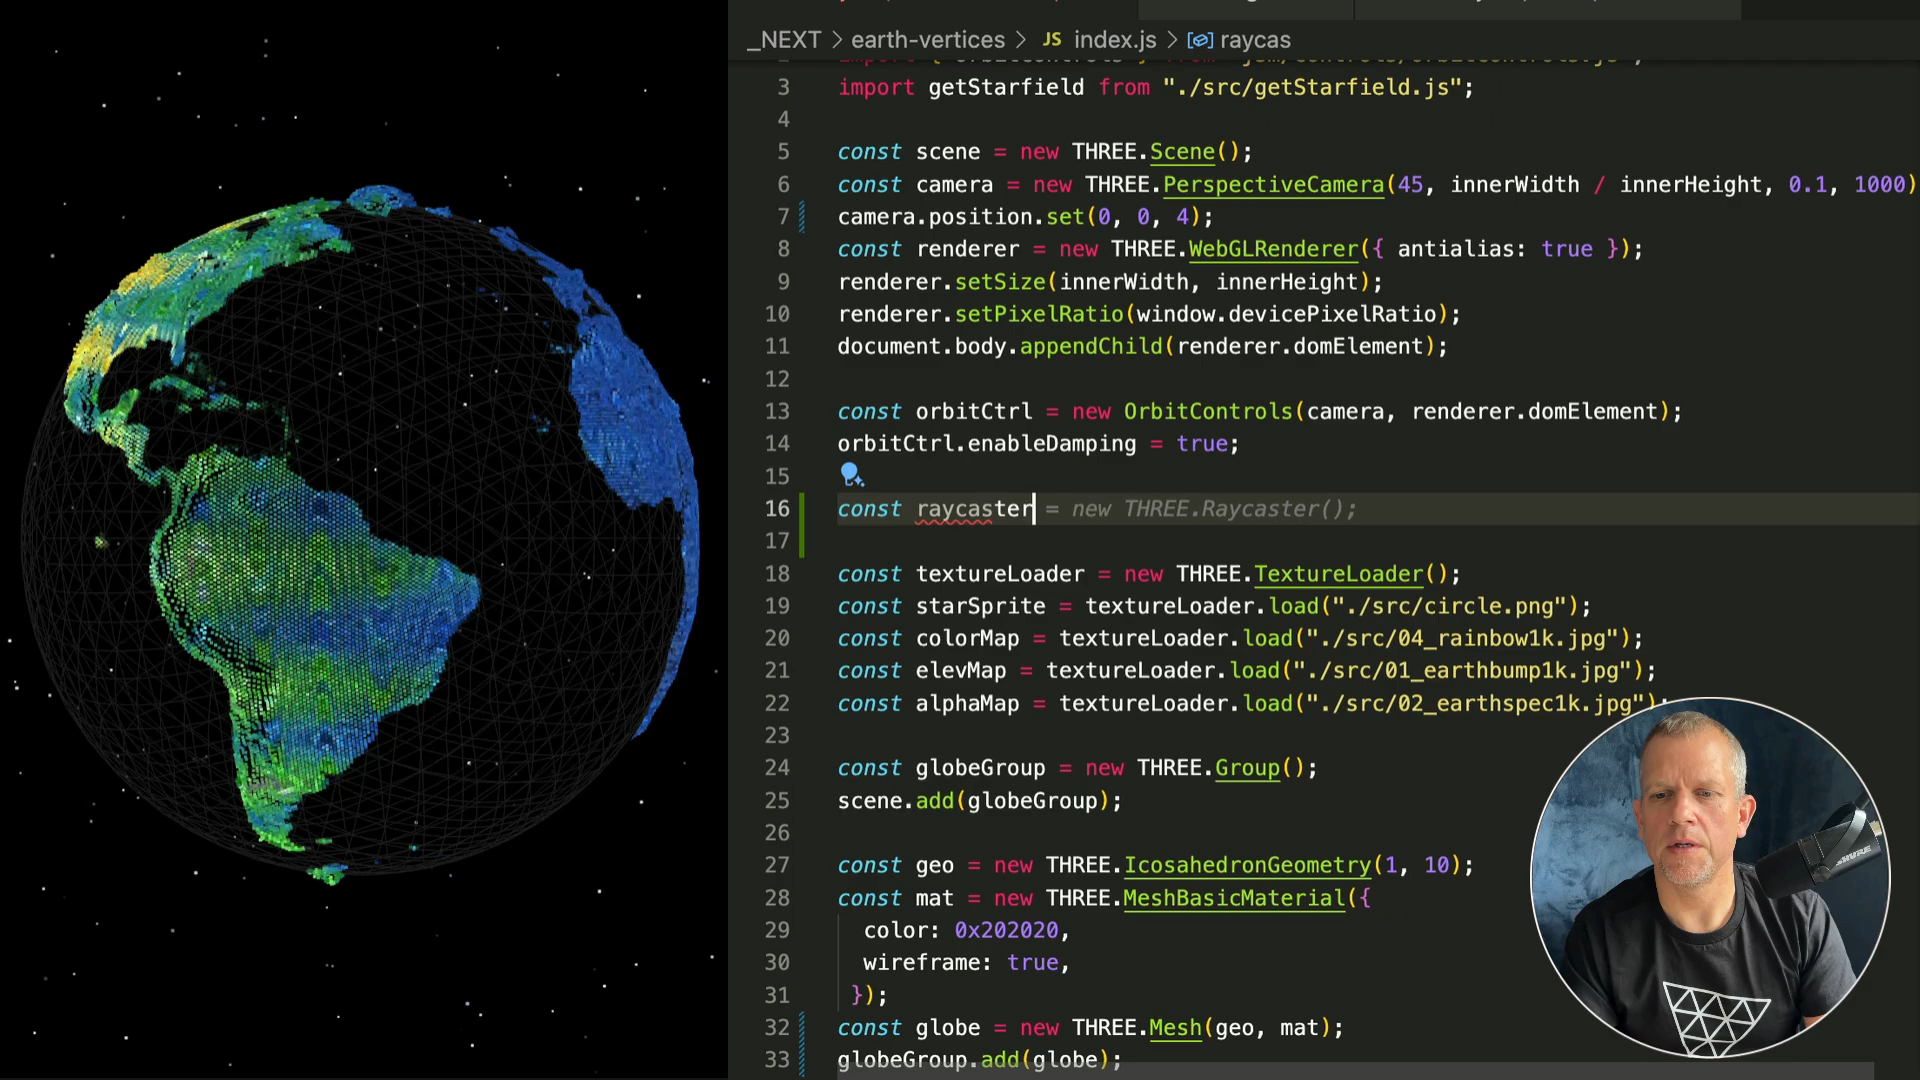 _NEXT > earth-vertices > JS index.js > raycas
3 import getStarfield from "./src/getStarfield.js";
4
5 const scene = new THREE.Scene();
6 const camera = new THREE.PerspectiveCamera(45, innerWidth / innerHeight, 0.1, 1000)
7 camera.position.set(0, 0, 4);
8 const renderer = new THREE.WebGLRenderer({ antialias: true });
9 renderer.setSize(innerWidth, innerHeight);
10 renderer.setPixelRatio(window.devicePixelRatio);
11 document.body.appendChild(renderer.domElement);
12
13 const orbitCtrl = new OrbitControls(camera, renderer.domElement);
14 orbitCtrl.enableDamping = true;
15
16 const raycaster = new THREE.Raycaster();
17
18 const textureLoader = new THREE.TextureLoader();
19 const starSprite = textureLoader.load("./src/circle.png");
20 const colorMap = textureLoader.load("./src/04_rainbow1k.jpg");
21 const elevMap = textureLoader.load("./src/01_earthbump1k.jpg");
22 const alphaMap = textureLoader.load("./src/02_earthspec1k.jpg");
23
24 const globeGroup = new THREE.Group();
25 scene.add(globeGroup);
26
27 const geo = new THREE.IcosahedronGeometry(1, 10);
28 const mat = new THREE.MeshBasicMaterial({
29 color: 0x202020,
30 wireframe: true,
31 });
32 const globe = new THREE.Mesh(geo, mat);
33 globeGroup.add(globe);
SHURE